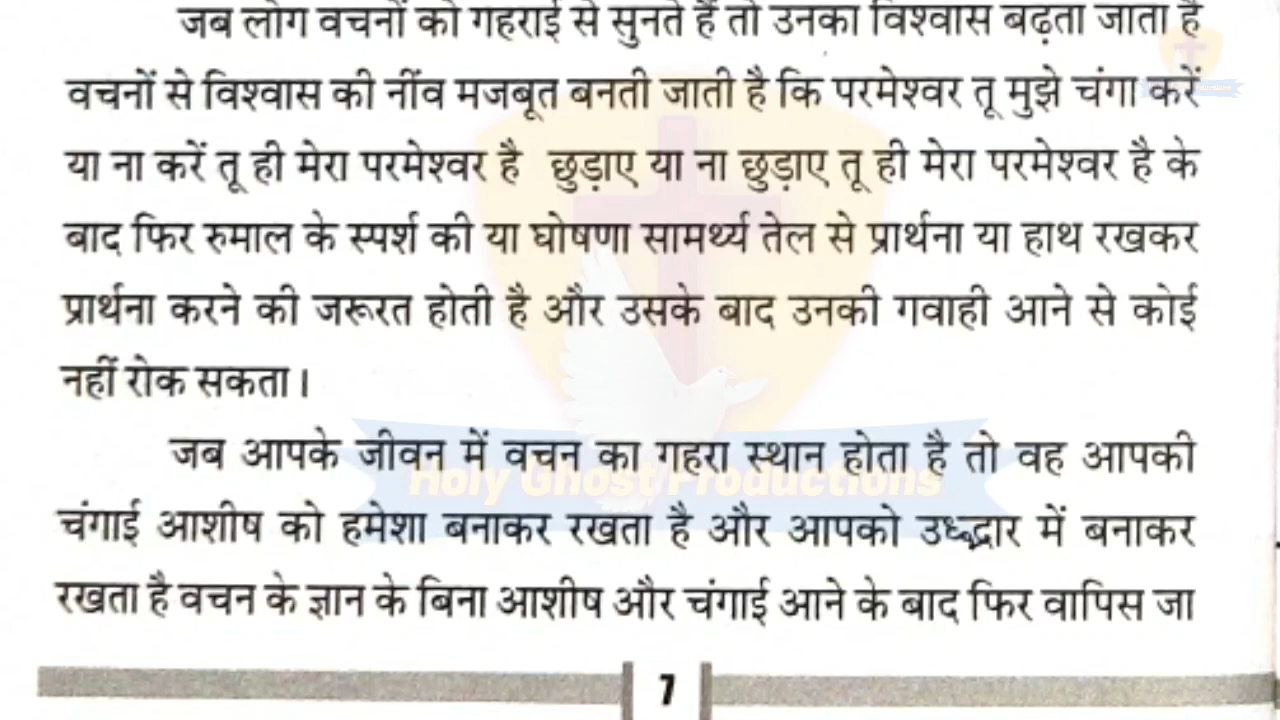 जब लोग वचनों को गहराई से सुनते हैं तो उनका विश्वास बढ़ता जाता है
वचनों से विश्वास की नींव मजबूत बनती जाती है कि परमेश्वर तू मुझे चंगा करें
या ना करें तू ही मेरा परमेश्वर है छुड़ाए या ना छुड़ाए तू ही मेरा परमेश्वर है के
बाद फिर रुमाल के स्पर्श की या घोषणा सामर्थ्य तेल से प्रार्थना या हाथ रखकर
प्रार्थना करने की जरूरत होती है और उसके बाद उनकी गवाही आने से कोई
नहीं रोक सकता।
जब आपके जीवन में वचन का गहरा स्थान होता है तो वह आपकी
Holy Ghost Productions
चंगाई आशीष को हमेशा बनाकर रखता है और आपको उध्द्धार में बनाकर
रखता है वचन के ज्ञान के बिना आशीष और चंगाई आने के बाद फिर वापिस जा
7